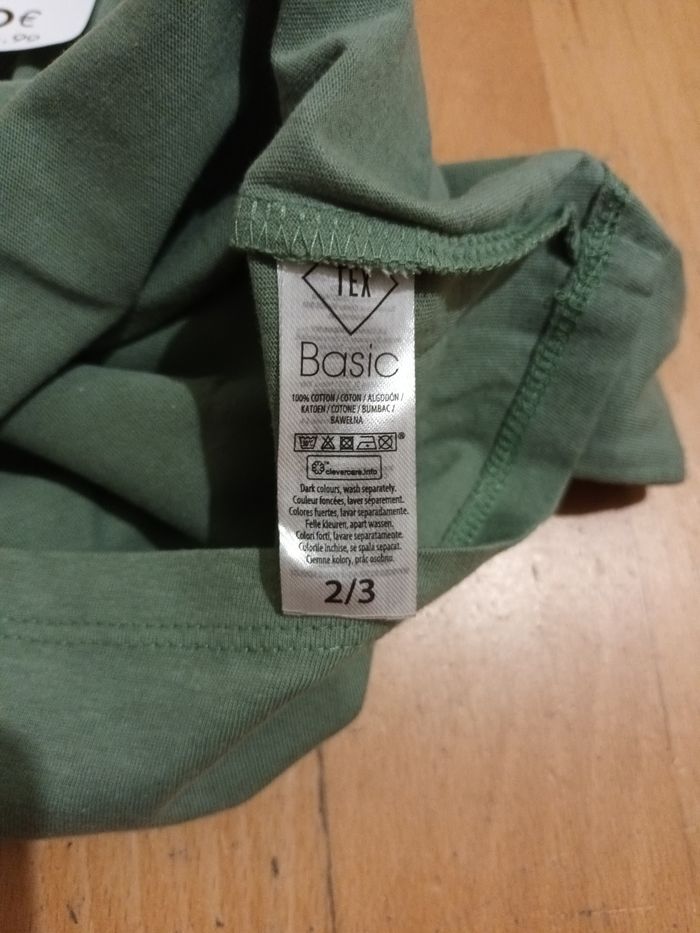 €
TEX
Basic
100% COTTON / COTON / ALGODÓN /
KATOEN / COTONE / BUMBAC /
BAWEŁNA
clevercare.info
Dark colours, wash separately.
Couleur foncées, laver séparement.
Colores fuertes, lavar separadamente.
Felle kleuren, apart wassen.
Colori forti, lavare separatamente.
Culorile inchise, se spala separat.
Ciemne kolory, prać osobno.
2/3